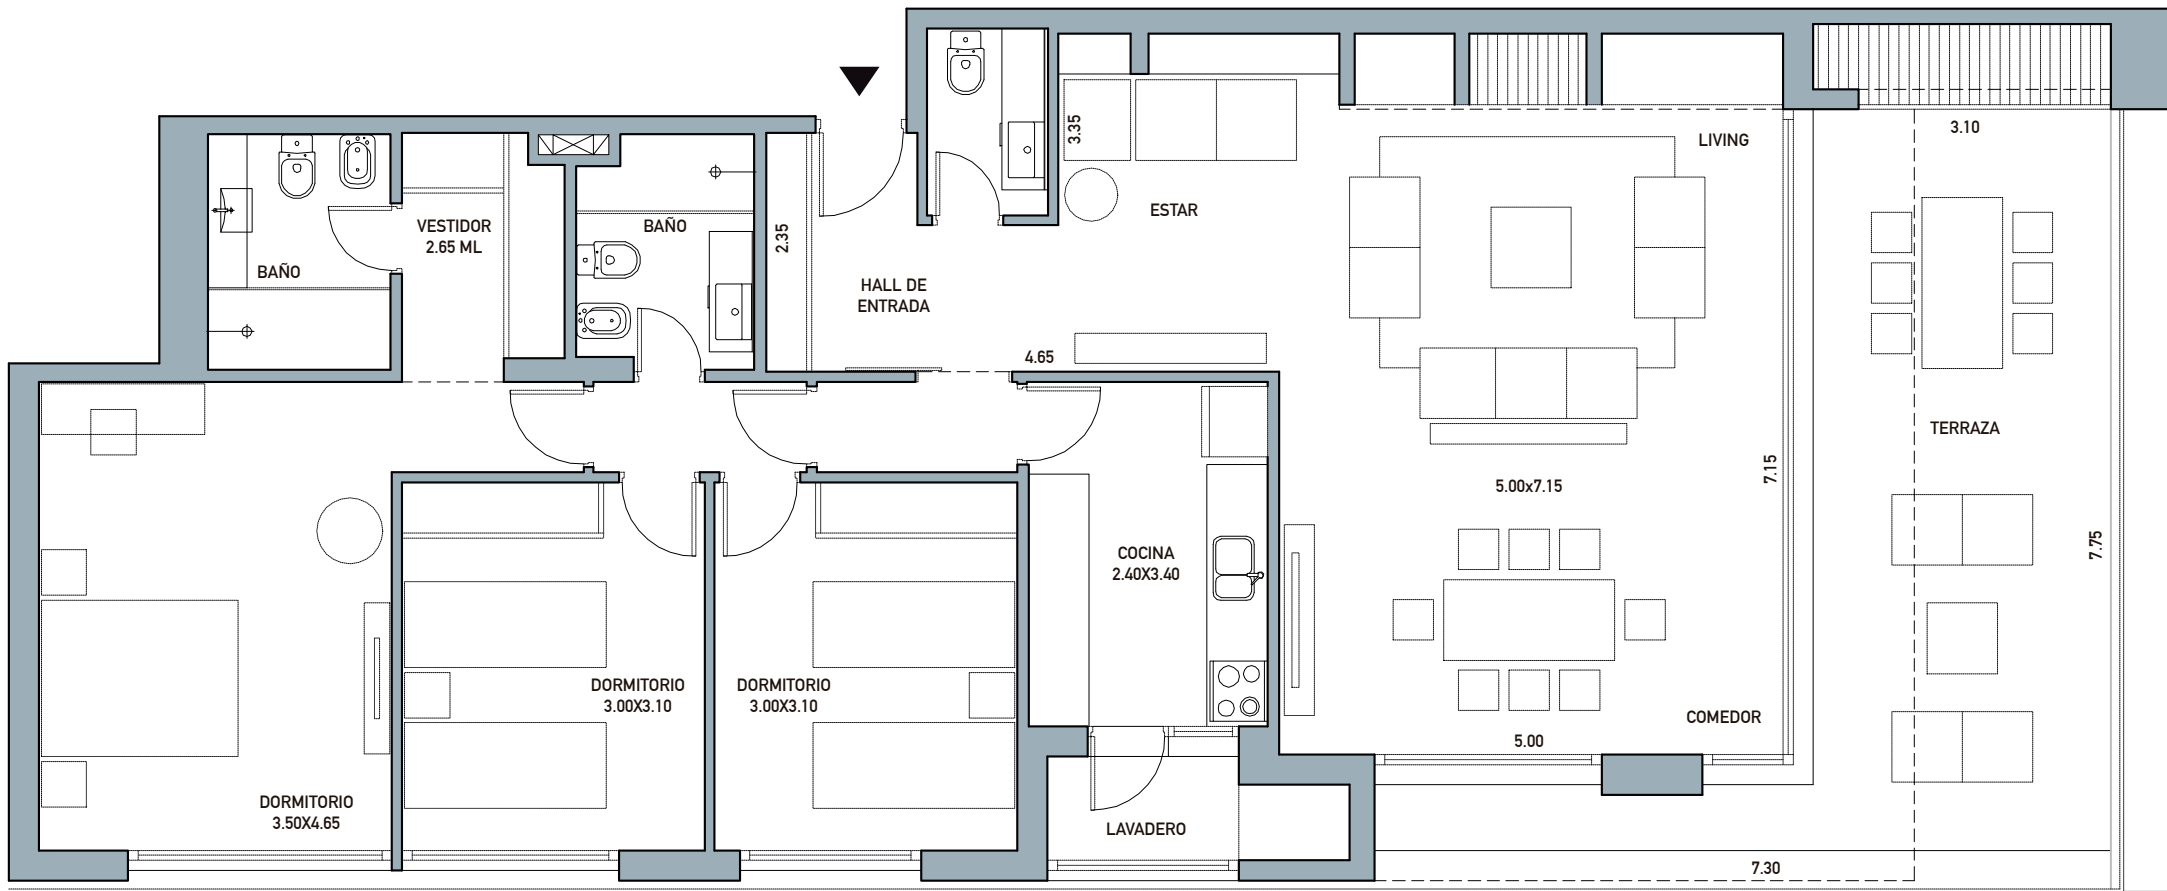 3.10
LIVING
3.35
ESTAR
VESTIDOR
2.65 ML
BAÑO
2.35
BAÑO
HALL DE
ENTRADA
4.65
TERRAZA
7.15
5.00x7.15
7.75
COCINA
2.40X3.40
DORMITORIO
3.00X3.10
DORMITORIO
3.00X3.10
COMEDOR
5.00
DORMITORIO
3.50X4.65
LAVADERO
7.30